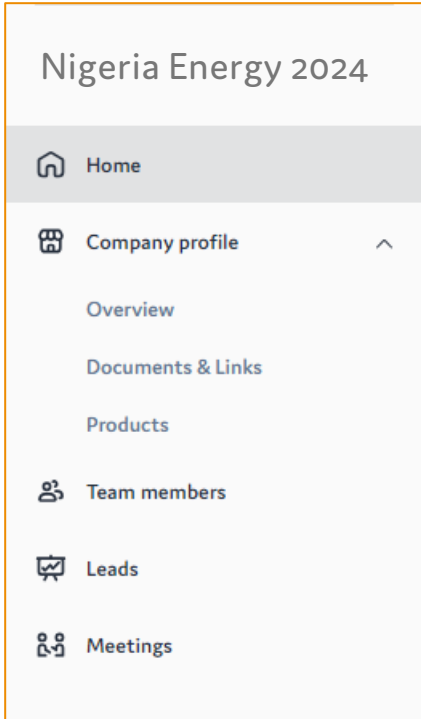 Nigeria Energy 2024
Home
Company profile
Overview
Documents & Links
Products
Team members
Leads
Meetings